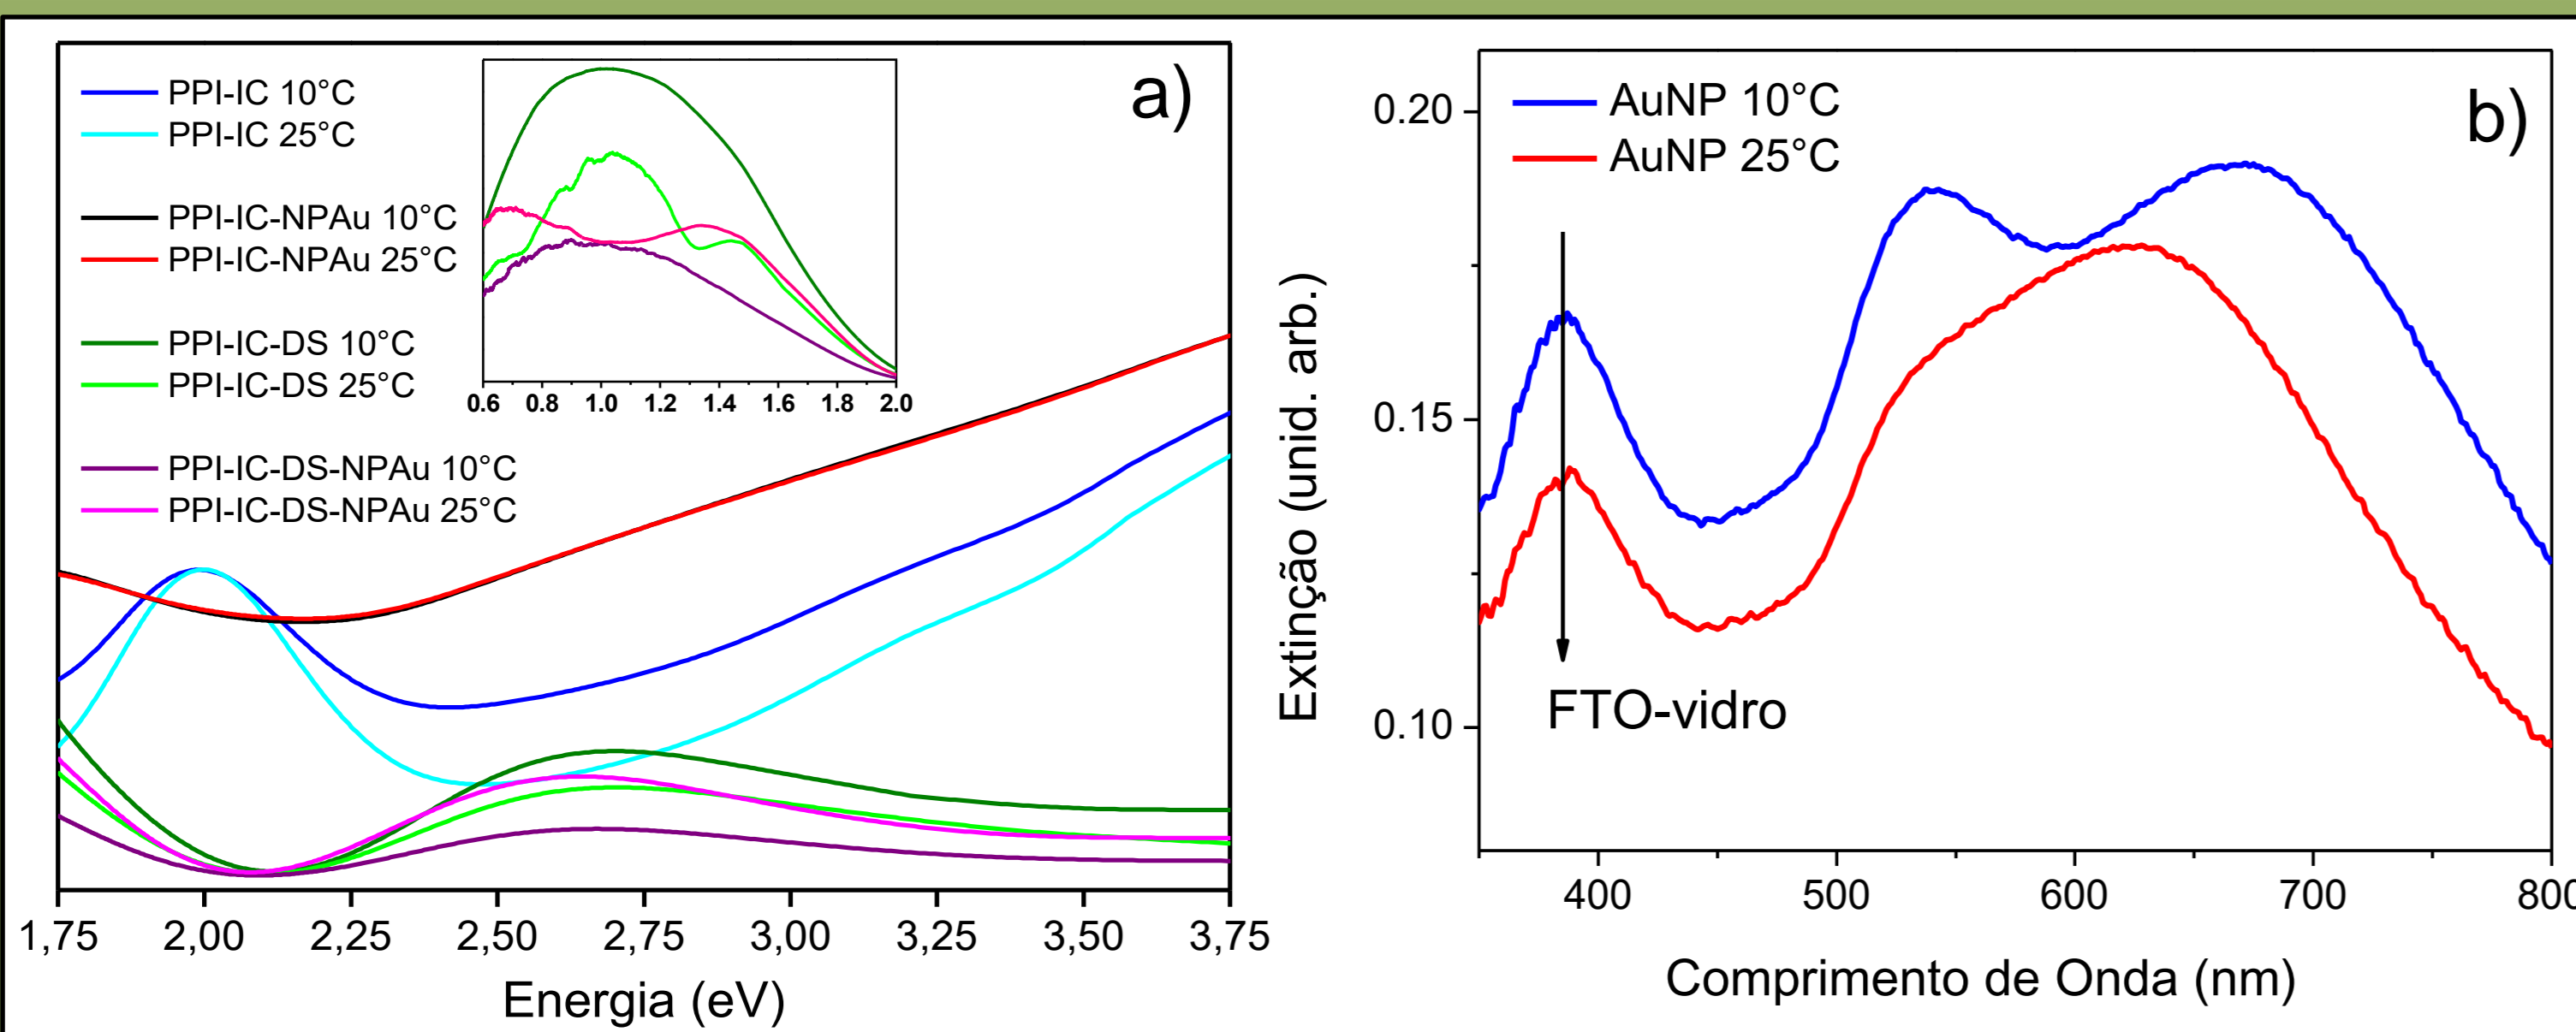 a)
PPI-IC 10°C
PPI-IC 25°C
PPI-IC-NPAu 10°C
PPI-IC-NPAu 25°C
PPI-IC-DS 10°C
PPI-IC-DS 25°C
PPI-IC-DS-NPAu 10°C
PPI-IC-DS-NPAu 25°C
0.6 0.8 1.0 1.2 1.4 1.6 1.8 2.0
1,75 2,00 2,25 2,50 2,75 3,00 3,25 3,50 3,75
Energia (eV)
b)
AuNP 10°C
AuNP 25°C
0.20
0.15
0.10
Extinção (unid. arb.)
FTO-vidro
400 500 600 700 800
Comprimento de Onda (nm)